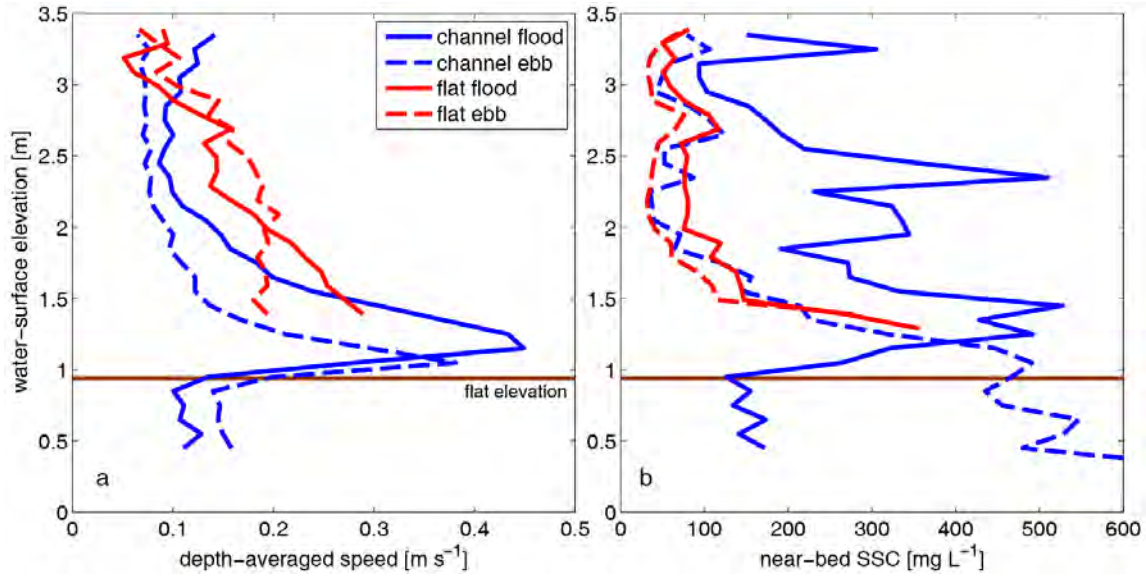 3.5
3
2.5
2
1.5
1
0.5
0
water-surface elevation [m]
channel flood
channel ebb
flat flood
flat ebb
flat elevation
a
0
0.1
0.2
0.3
0.4
0.5
depth-averaged speed [m s⁻¹]
3.5
3
2.5
2
1.5
1
0.5
0
b
0
100
200
300
400
500
600
near-bed SSC [mg L⁻¹]